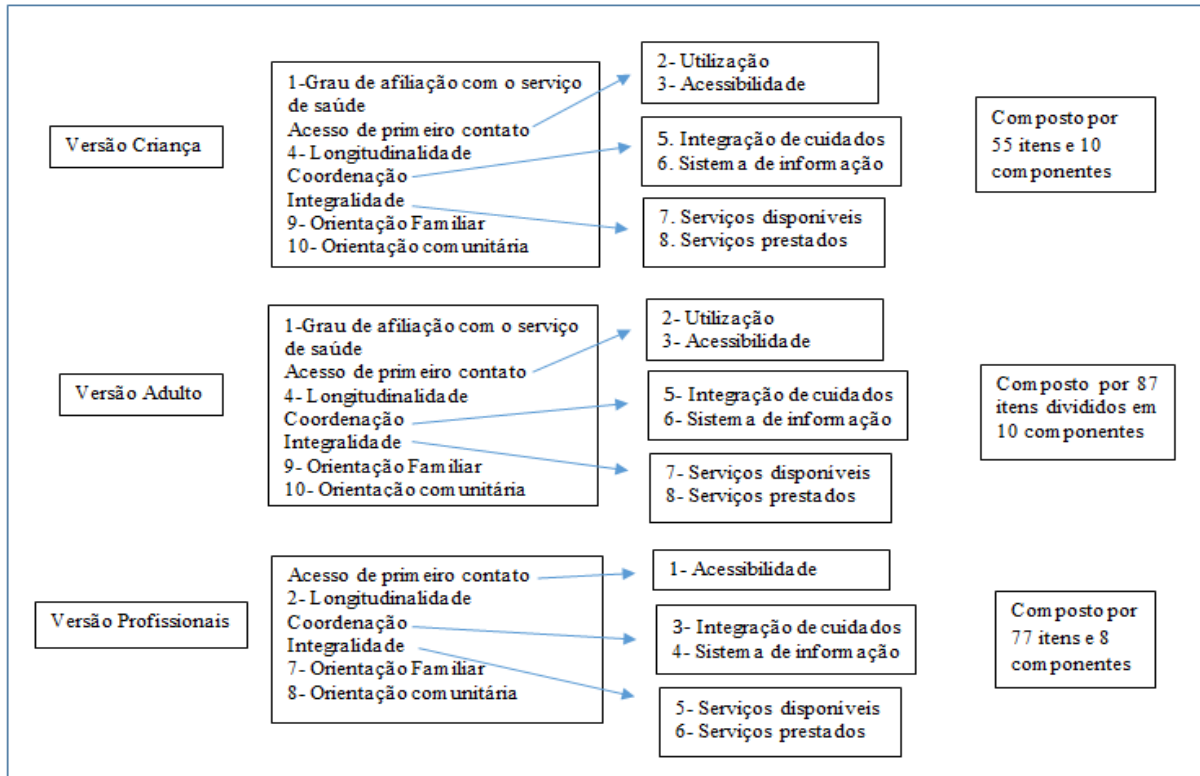 Versão Criança
1-Grau de afiliação com o serviço
de saúde
Acesso de primeiro contato
4- Longitudinalidade
Coordenação
Integralidade
9- Orientação Familiar
10- Orientação comunitária
2- Utilização
3- Acessibilidade
5. Integração de cuidados
6. Sistema de informação
7. Serviços disponíveis
8. Serviços prestados
Composto por
55 itens e 10
componentes
Versão Adulto
1-Grau de afiliação com o serviço
de saúde
Acesso de primeiro contato
4- Longitudinalidade
Coordenação
Integralidade
9- Orientação Familiar
10- Orientação comunitária
2- Utilização
3- Acessibilidade
5- Integração de cuidados
6- Sistema de informação
7- Serviços disponíveis
8- Serviços prestados
Composto por 87
itens divididos em
10 componentes
Versão Profissionais
Acesso de primeiro contato
2- Longitudinalidade
Coordenação
Integralidade
7- Orientação Familiar
8- Orientação comunitária
1- Acessibilidade
3- Integração de cuidados
4- Sistema de informação
5- Serviços disponíveis
6- Serviços prestados
Composto por
77 itens e 8
componentes